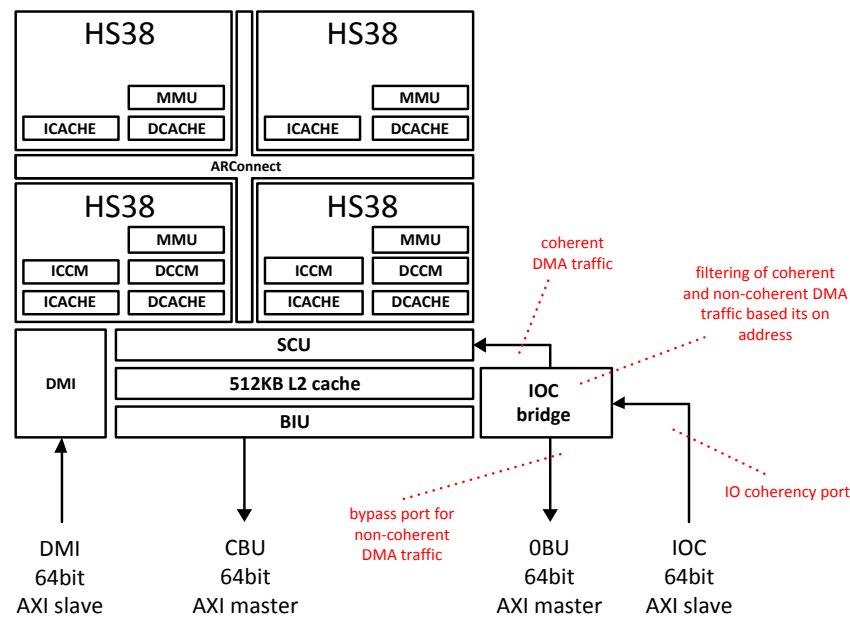 HS38
MMU
ICACHE
DCACHE
HS38
MMU
ICACHE
DCACHE
ARConnect
HS38
MMU
ICCM
DCCM
ICACHE
DCACHE
HS38
MMU
ICCM
DCCM
ICACHE
DCACHE
coherent
DMA traffic
filtering of coherent
and non-coherent DMA
traffic based its on
address
DMI
SCU
512KB L2 cache
BIU
IOC
bridge
IO coherency port
bypass port for
non-coherent
DMA traffic
DMI
64bit
AXI slave
CBU
64bit
AXI master
0BU
64bit
AXI master
IOC
64bit
AXI slave